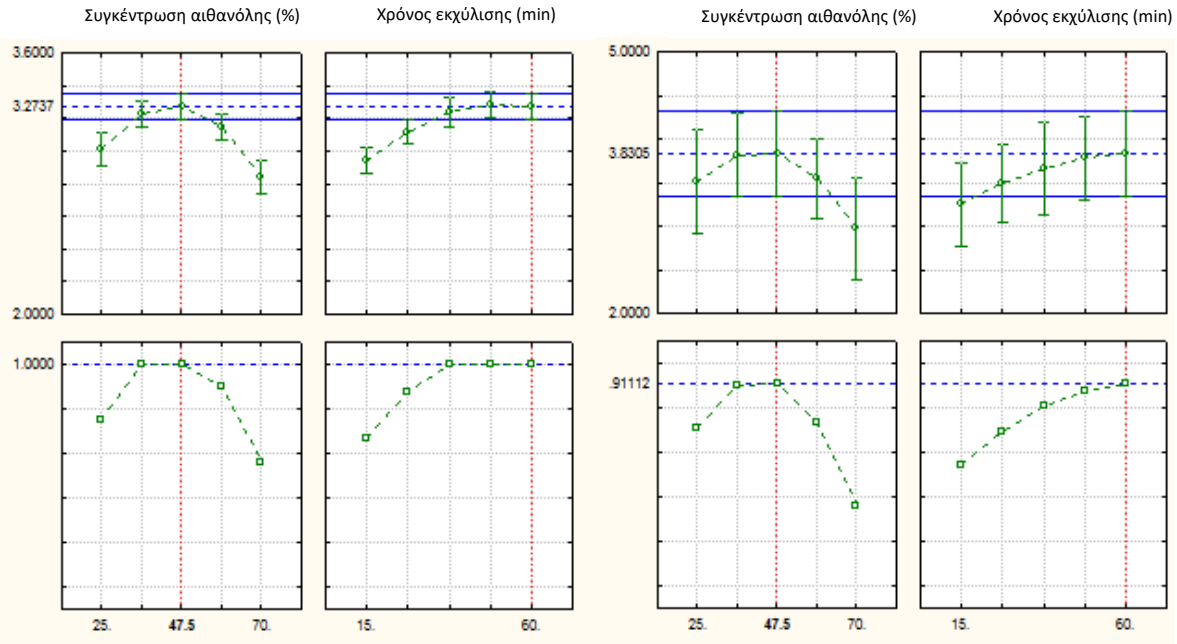 Συγκέντρωση αιθανόλης (%) Χρόνος εκχύλισης (min) Συγκέντρωση αιθανόλης (%) Χρόνος εκχύλισης (min)
3.6000 5.0000
3.2737 3.8305
2.0000 2.0000
1.0000 .91112
25. 47.5 70. 15. 60. 25. 47.5 70. 15. 60.